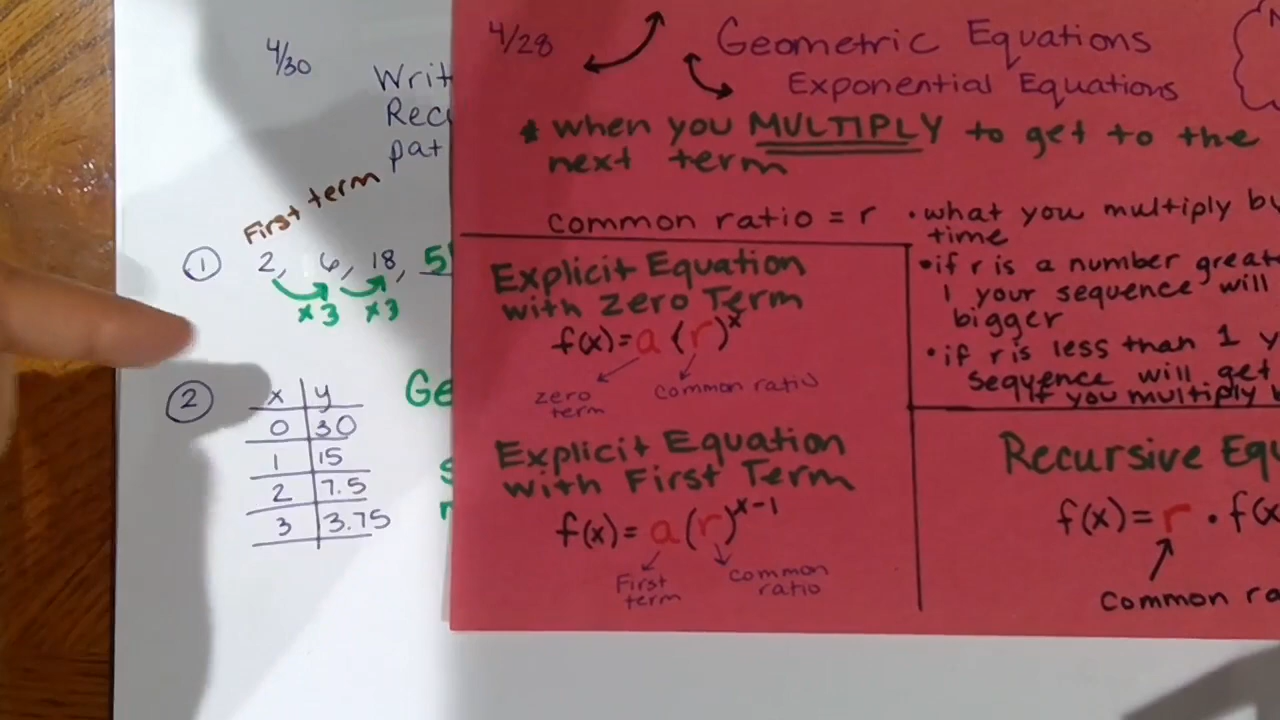 4/30
Writ
Recu
pat
First term
① 2, 6, 18, 5
×3 ×3
②
x y
0 30
1 15
2 7.5
3 3.75
Ge
4/28
Geometric Equations
Exponential Equations
* when you MULTIPLY to get to the
next term
common ratio = r
• what you multiply by
time
• if r is a number great
1 your sequence will
bigger
• if r is less than 1 y
sequence will get
if you multiply b
Explicit Equation
with Zero Term
f(x) = a (r)^x
zero
term
common ratio
Explicit Equation
with First Term
f(x) = a(r)^x-1
First
term
common
ratio
Recursive Equ
f(x) = r • f(x
common ra